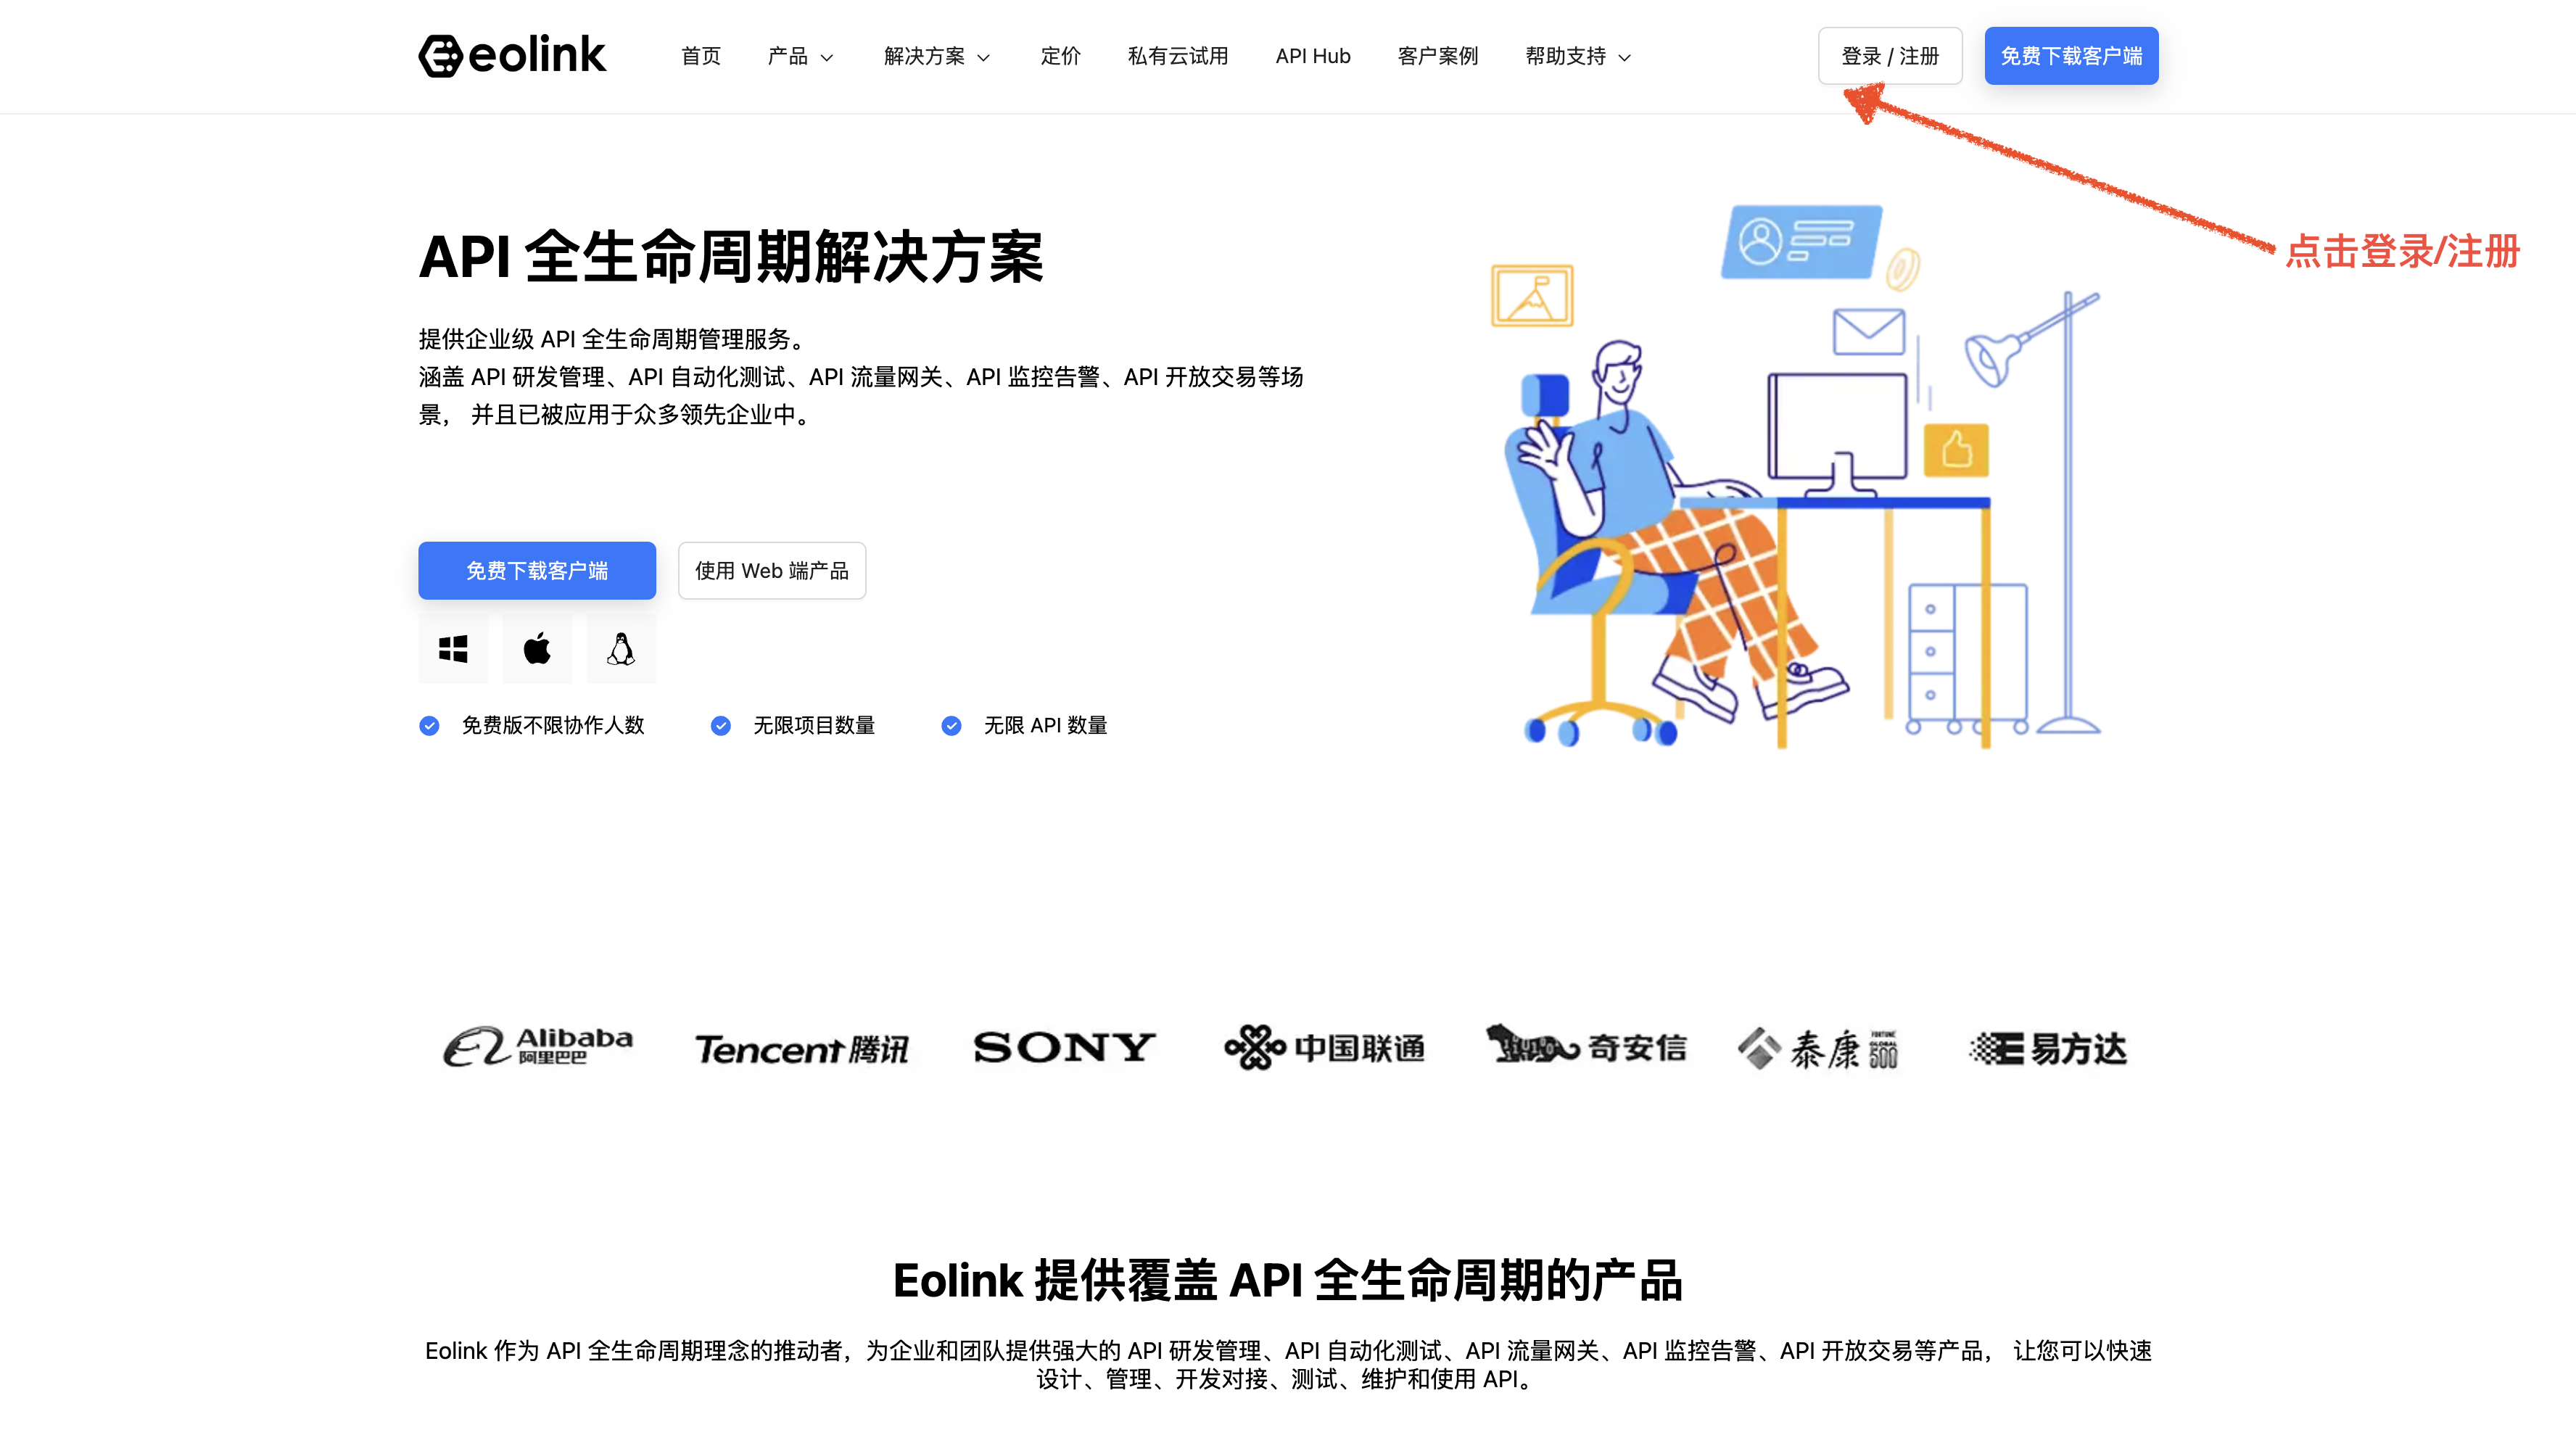 eolink
首页 产品 解决方案 定价 私有云试用 API Hub 客户案例 帮助支持 登录 / 注册 免费下载客户端
点击登录/注册
API 全生命周期解决方案
提供企业级 API 全生命周期管理服务。
涵盖 API 研发管理、API 自动化测试、API 流量网关、API 监控告警、API 开放交易等场
景， 并且已被应用于众多领先企业中。
免费下载客户端 使用 Web 端产品
免费版不限协作人数 无限项目数量 无限 API 数量
Alibaba
阿里巴巴
Tencent 腾讯
SONY
中国联通
奇安信
泰康
FORTUNE
GLOBAL
500
易方达
Eolink 提供覆盖 API 全生命周期的产品
Eolink 作为 API 全生命周期理念的推动者，为企业和团队提供强大的 API 研发管理、API 自动化测试、API 流量网关、API 监控告警、API 开放交易等产品， 让您可以快速
设计、管理、开发对接、测试、维护和使用 API。